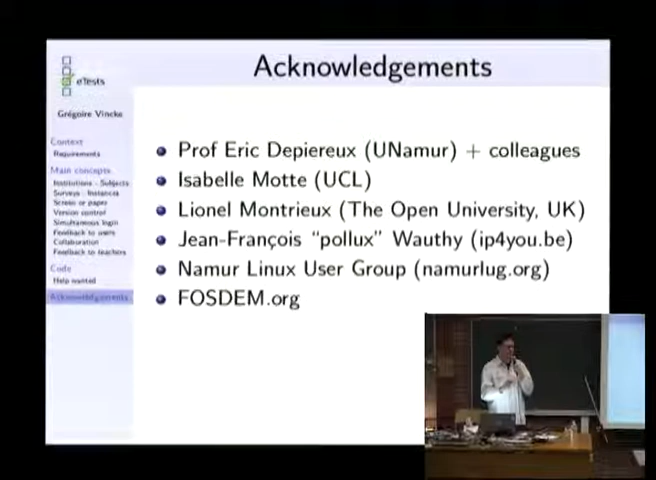 Acknowledgements
eTests
Grégoire Vincke
Context
Requirements
Main concepts
Institutions - Subjects
Surveys - Instances
Screen or paper
Version control
Simultaneous login
Feedback to users
Collaboration
Feedback to teachers
Code
Help wanted
Acknowledgements
Prof Eric Depiereux (UNamur) + colleagues
Isabelle Motte (UCL)
Lionel Montrieux (The Open University, UK)
Jean-François “pollux” Wauthy (ip4you.be)
Namur Linux User Group (namurlug.org)
FOSDEM.org